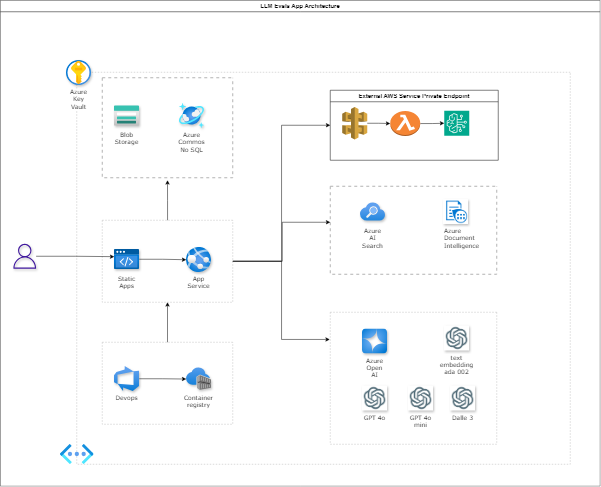 LLM Evals App Architecture
Azure
Key
Vault
Blob
Storage
Azure
Commos
No SQL
External AWS Service Private Endpoint
Azure
AI
Search
Azure
Document
Intelligence
Static
Apps
App
Service
Azure
Open
AI
text
embedding
ada 002
Devops
Container
registry
GPT 4o
GPT 4o
mini
Dalle 3